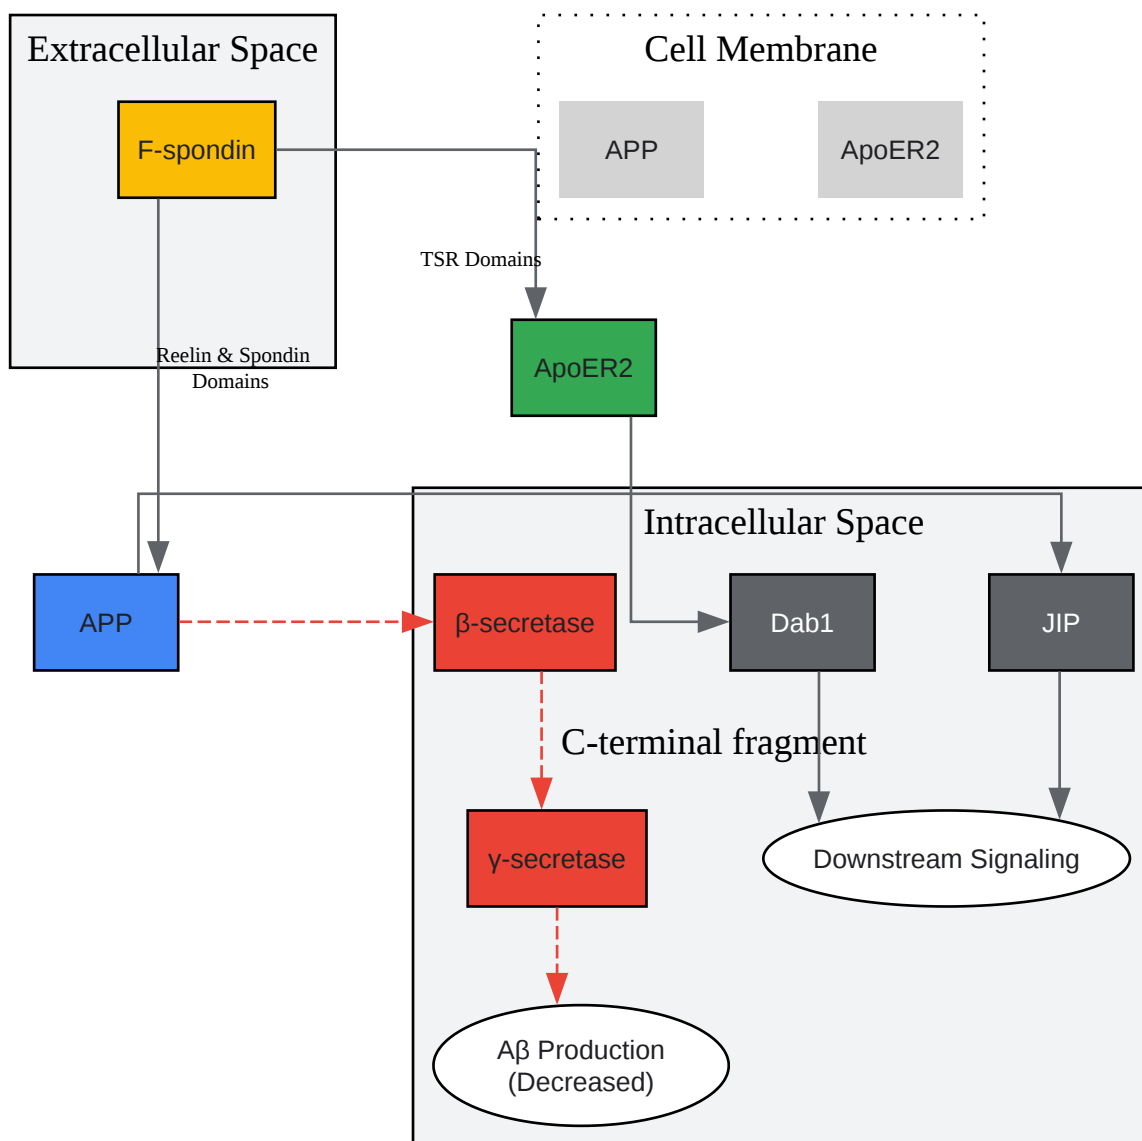 Extracellular Space
Cell Membrane
F-spondin
APP
ApoER2
TSR Domains
Reelin & Spondin
Domains
ApoER2
Intracellular Space
APP
β-secretase
Dab1
JIP
C-terminal fragment
γ-secretase
Downstream Signaling
Aβ Production
(Decreased)